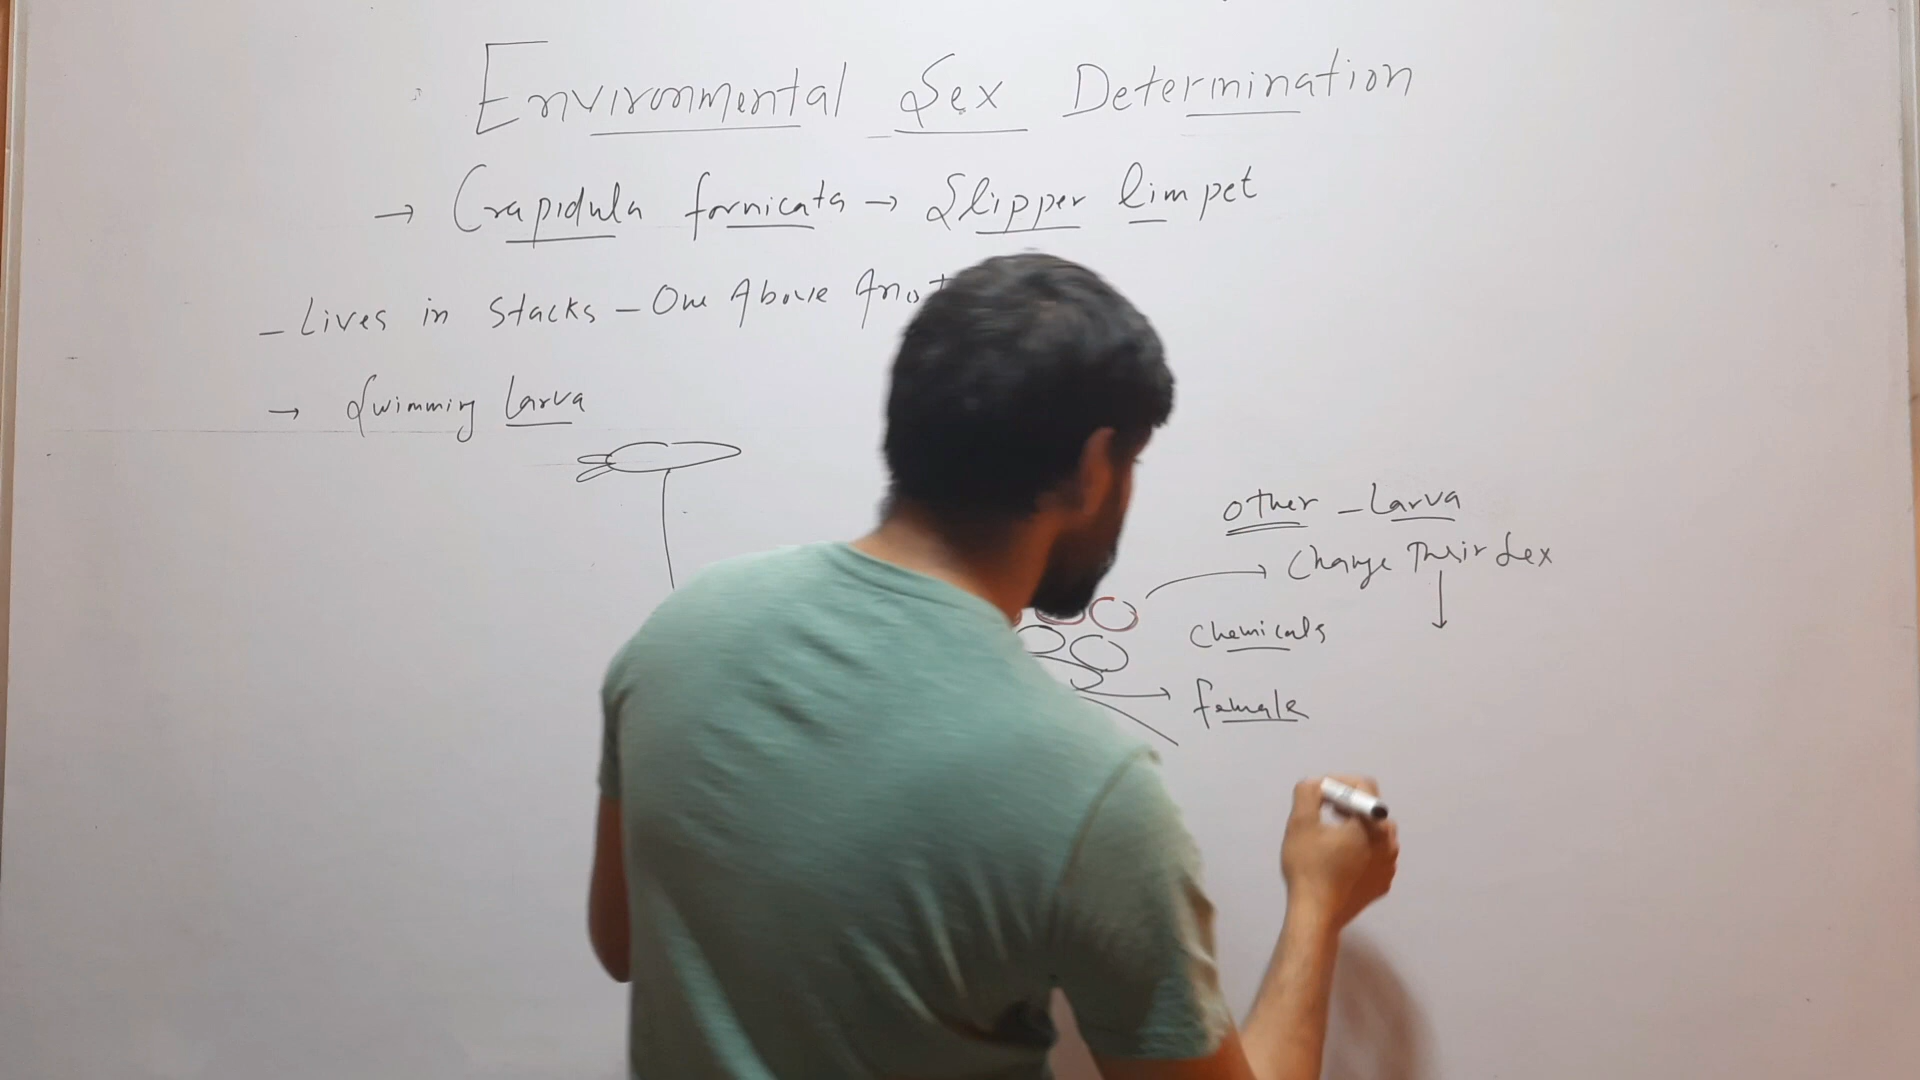 Environmental Sex Determination
→ Crapidula fornicata → Slipper limpet
- Lives in Stacks - One Above
→ Swimming Larva
Other - Larva
→ Change Their Sex
Chemicals
female